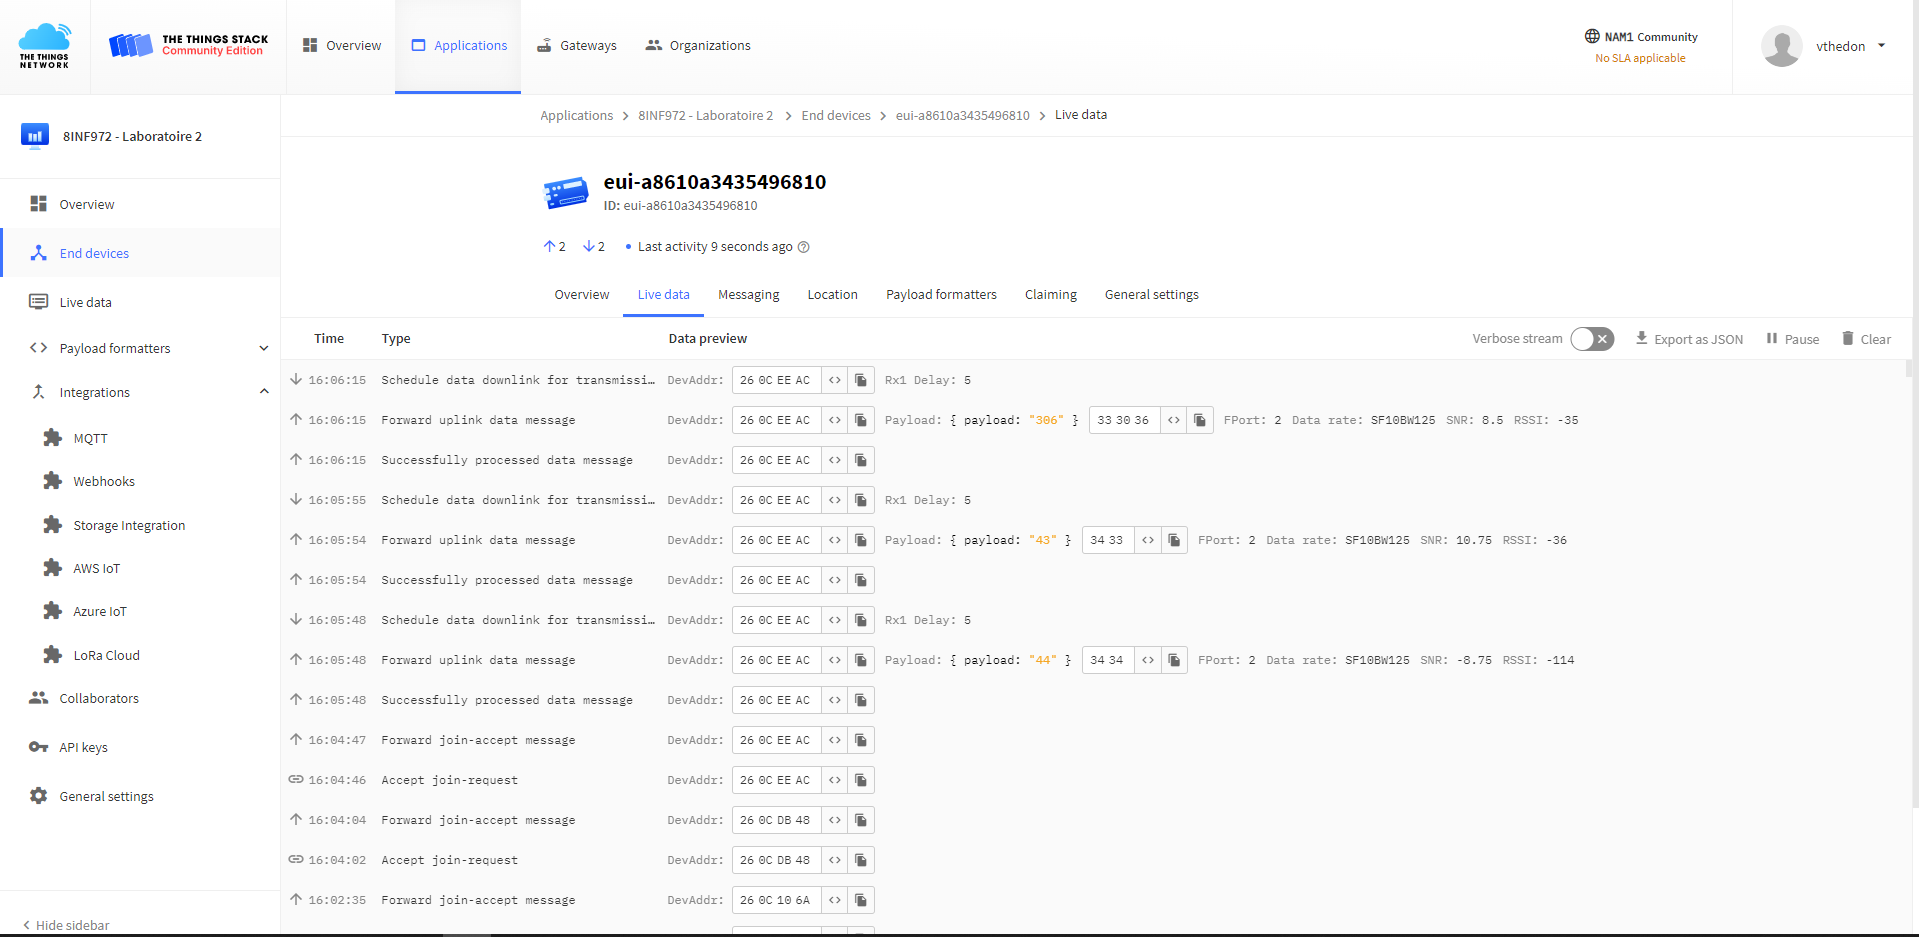 THE THINGS NETWORK
THE THINGS STACK
Community Edition
Overview
Applications
Gateways
Organizations
NAM1 Community
No SLA applicable
vthedon
8INF972 - Laboratoire 2
Overview
End devices
Live data
Payload formatters
Integrations
MQTT
Webhooks
Storage Integration
AWS IoT
Azure IoT
LoRa Cloud
Collaborators
API keys
General settings
Hide sidebar
Applications > 8INF972 - Laboratoire 2 > End devices > eui-a8610a3435496810 > Live data
eui-a8610a3435496810
ID: eui-a8610a3435496810
2 2 • Last activity 9 seconds ago
Overview Live data Messaging Location Payload formatters Claiming General settings
Time Type Data preview Verbose stream Export as JSON Pause Clear
16:06:15 Schedule data downlink for transmissi… DevAddr: 26 0C EE AC <> Rx1 Delay: 5
16:06:15 Forward uplink data message DevAddr: 26 0C EE AC <> Payload: { payload: "306" } 33 30 36 <> FPort: 2 Data rate: SF10BW125 SNR: 8.5 RSSI: -35
16:06:15 Successfully processed data message DevAddr: 26 0C EE AC <>
16:05:55 Schedule data downlink for transmissi… DevAddr: 26 0C EE AC <> Rx1 Delay: 5
16:05:54 Forward uplink data message DevAddr: 26 0C EE AC <> Payload: { payload: "43" } 34 33 <> FPort: 2 Data rate: SF10BW125 SNR: 10.75 RSSI: -36
16:05:54 Successfully processed data message DevAddr: 26 0C EE AC <>
16:05:48 Schedule data downlink for transmissi… DevAddr: 26 0C EE AC <> Rx1 Delay: 5
16:05:48 Forward uplink data message DevAddr: 26 0C EE AC <> Payload: { payload: "44" } 34 34 <> FPort: 2 Data rate: SF10BW125 SNR: -8.75 RSSI: -114
16:05:48 Successfully processed data message DevAddr: 26 0C EE AC <>
16:04:47 Forward join-accept message DevAddr: 26 0C EE AC <>
16:04:46 Accept join-request DevAddr: 26 0C EE AC <>
16:04:04 Forward join-accept message DevAddr: 26 0C DB 48 <>
16:04:02 Accept join-request DevAddr: 26 0C DB 48 <>
16:02:35 Forward join-accept message DevAddr: 26 0C 10 6A <>